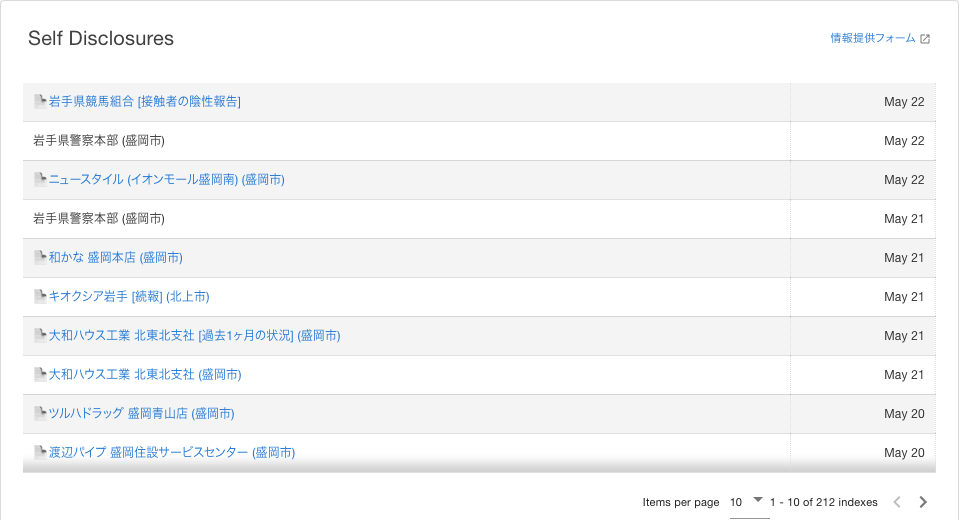 Self Disclosures
情報提供フォーム
岩手県競馬組合 [接触者の陰性報告] May 22
岩手県警察本部 (盛岡市) May 22
ニュースタイル (イオンモール盛岡南) (盛岡市) May 22
岩手県警察本部 (盛岡市) May 21
和かな 盛岡本店 (盛岡市) May 21
キオクシア岩手 [続報] (北上市) May 21
大和ハウス工業 北東北支社 [過去1ヶ月の状況] (盛岡市) May 21
大和ハウス工業 北東北支社 (盛岡市) May 21
ツルハドラッグ 盛岡青山店 (盛岡市) May 20
渡辺パイプ 盛岡住設サービスセンター (盛岡市) May 20
Items per page 10 1 - 10 of 212 indexes